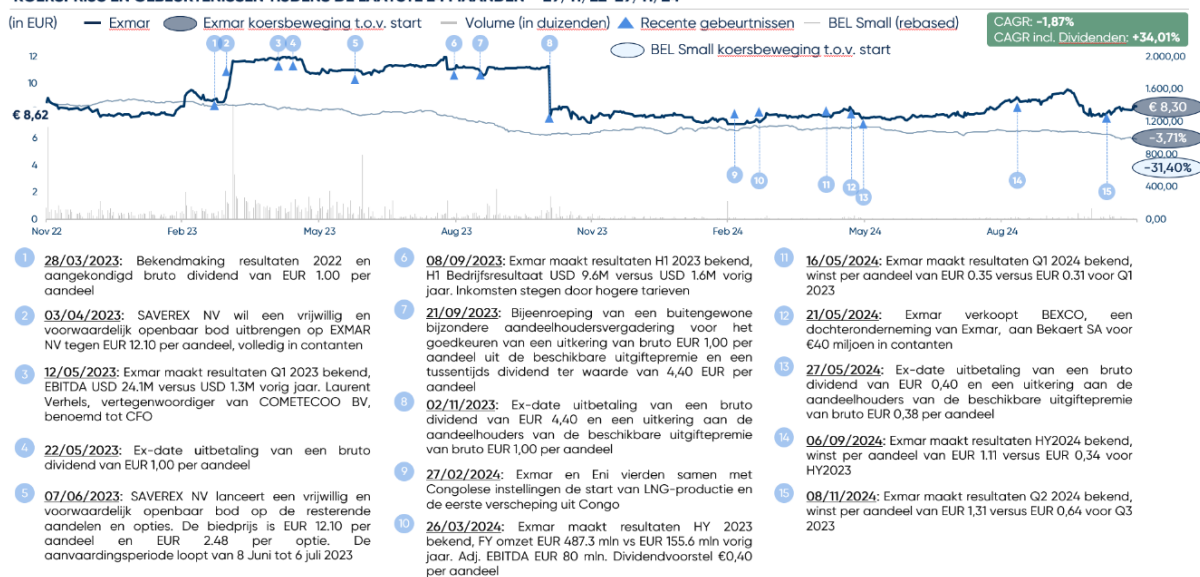 (in EUR) Exmar Exmar koersbeweging t.o.v. start Volume (in duizenden) Recente gebeurtenissen BEL Small (rebased)
BEL Small koersbeweging t.o.v. start
CAGR: -1,87%
CAGR incl. Dividenden: +34,01%
12
10
€ 8,62
6
4
2
0
1 2 3 4 5 6 7 8
9 10 11 12 13 14 15
2.000,00
1.600,00
€ 8,30
1.200,00
-3,71%
800,00
-31,40%
400,00
0,00
Nov 22 Feb 23 May 23 Aug 23 Nov 23 Feb 24 May 24 Aug 24
1
28/03/2023: Bekendmaking resultaten 2022 en
aangekondigd bruto dividend van EUR 1.00 per
aandeel
2
03/04/2023: SAVEREX NV wil een vrijwillig en
voorwaardelijk openbaar bod uitbrengen op EXMAR
NV tegen EUR 12.10 per aandeel, volledig in contanten
3
12/05/2023: Exmar maakt resultaten Q1 2023 bekend,
EBITDA USD 24.1M versus USD 1.3M vorig jaar. Laurent
Verhels, vertegenwoordiger van COMETECOO BV,
benoemd tot CFO
4
22/05/2023: Ex-date uitbetaling van een bruto
dividend van EUR 1,00 per aandeel
5
07/06/2023: SAVEREX NV lanceert een vrijwillig en
voorwaardelijk openbaar bod op de resterende
aandelen en opties. De biedprijs is EUR 12.10 per
aandeel en EUR 2.48 per optie. De
aanvaardingsperiode loopt van 8 Juni tot 6 juli 2023
6
08/09/2023: Exmar maakt resultaten H1 2023 bekend,
H1 Bedrijfsresultaat USD 9.6M versus USD 1.6M vorig
jaar. Inkomsten stegen door hogere tarieven
7
21/09/2023: Bijeenroeping van een buitengewone
bijzondere aandeelhoudersvergadering voor het
goedkeuren van een uitkering van bruto EUR 1,00 per
aandeel uit de beschikbare uitgiftepremie en een
tussentijds dividend ter waarde van 4,40 EUR per
aandeel
8
02/11/2023: Ex-date uitbetaling van een bruto
dividend van EUR 4,40 en een uitkering aan de
aandeelhouders van de beschikbare uitgiftepremie
van bruto EUR 1,00 per aandeel
9
27/02/2024: Exmar en Eni vierden samen met
Congolese instellingen de start van LNG-productie en
de eerste verscheping uit Congo
10
26/03/2024: Exmar maakt resultaten HY 2023
bekend, FY omzet EUR 487.3 mln vs EUR 155.6 mln vorig
jaar. Adj. EBITDA EUR 80 mln. Dividendvoorstel €0,40
per aandeel
11
16/05/2024: Exmar maakt resultaten Q1 2024 bekend,
winst per aandeel van EUR 0.35 versus EUR 0.31 voor Q1
2023
12
21/05/2024: Exmar verkoopt BEXCO, een
dochteronderneming van Exmar, aan Bekaert SA voor
€40 miljoen in contanten
13
27/05/2024: Ex-date uitbetaling van een bruto
dividend van EUR 0,40 en een uitkering aan de
aandeelhouders van de beschikbare uitgiftepremie
van bruto EUR 0,38 per aandeel
14
06/09/2024: Exmar maakt resultaten HY2024 bekend,
winst per aandeel van EUR 1.11 versus EUR 0,34 voor
HY2023
15
08/11/2024: Exmar maakt resultaten Q2 2024 bekend,
winst per aandeel van EUR 1,31 versus EUR 0,64 voor Q3
2023